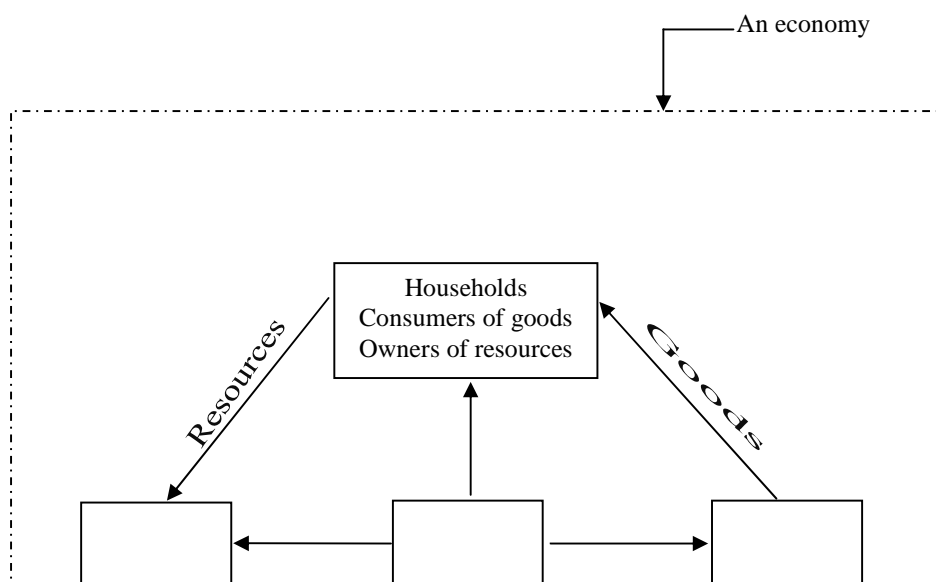 An economy
Households
Consumers of goods
Owners of resources
Resources
Goods